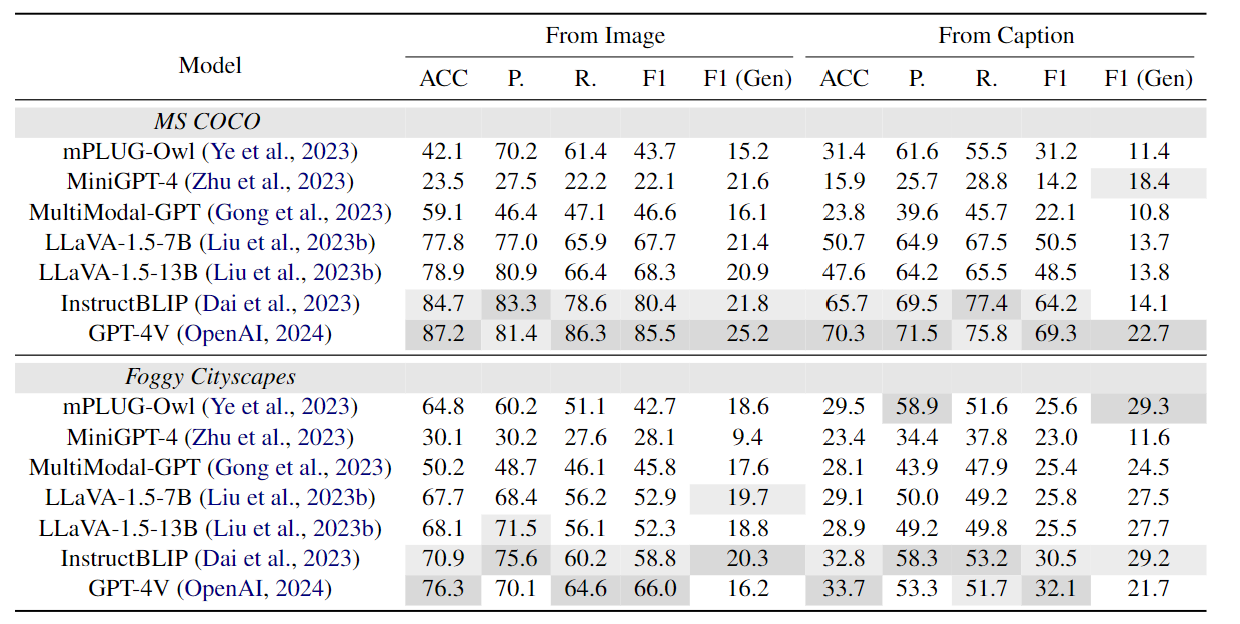 Model From Image From Caption
ACC P. R. F1 F1 (Gen) ACC P. R. F1 F1 (Gen)
MS COCO
mPLUG-Owl (Ye et al., 2023) 42.1 70.2 61.4 43.7 15.2 31.4 61.6 55.5 31.2 11.4
MiniGPT-4 (Zhu et al., 2023) 23.5 27.5 22.2 22.1 21.6 15.9 25.7 28.8 14.2 18.4
MultiModal-GPT (Gong et al., 2023) 59.1 46.4 47.1 46.6 16.1 23.8 39.6 45.7 22.1 10.8
LLaVA-1.5-7B (Liu et al., 2023b) 77.8 77.0 65.9 67.7 21.4 50.7 64.9 67.5 50.5 13.7
LLaVA-1.5-13B (Liu et al., 2023b) 78.9 80.9 66.4 68.3 20.9 47.6 64.2 65.5 48.5 13.8
InstructBLIP (Dai et al., 2023) 84.7 83.3 78.6 80.4 21.8 65.7 69.5 77.4 64.2 14.1
GPT-4V (OpenAI, 2024) 87.2 81.4 86.3 85.5 25.2 70.3 71.5 75.8 69.3 22.7
Foggy Cityscapes
mPLUG-Owl (Ye et al., 2023) 64.8 60.2 51.1 42.7 18.6 29.5 58.9 51.6 25.6 29.3
MiniGPT-4 (Zhu et al., 2023) 30.1 30.2 27.6 28.1 9.4 23.4 34.4 37.8 23.0 11.6
MultiModal-GPT (Gong et al., 2023) 50.2 48.7 46.1 45.8 17.6 28.1 43.9 47.9 25.4 24.5
LLaVA-1.5-7B (Liu et al., 2023b) 67.7 68.4 56.2 52.9 19.7 29.1 50.0 49.2 25.8 27.5
LLaVA-1.5-13B (Liu et al., 2023b) 68.1 71.5 56.1 52.3 18.8 28.9 49.2 49.8 25.5 27.7
InstructBLIP (Dai et al., 2023) 70.9 75.6 60.2 58.8 20.3 32.8 58.3 53.2 30.5 29.2
GPT-4V (OpenAI, 2024) 76.3 70.1 64.6 66.0 16.2 33.7 53.3 51.7 32.1 21.7